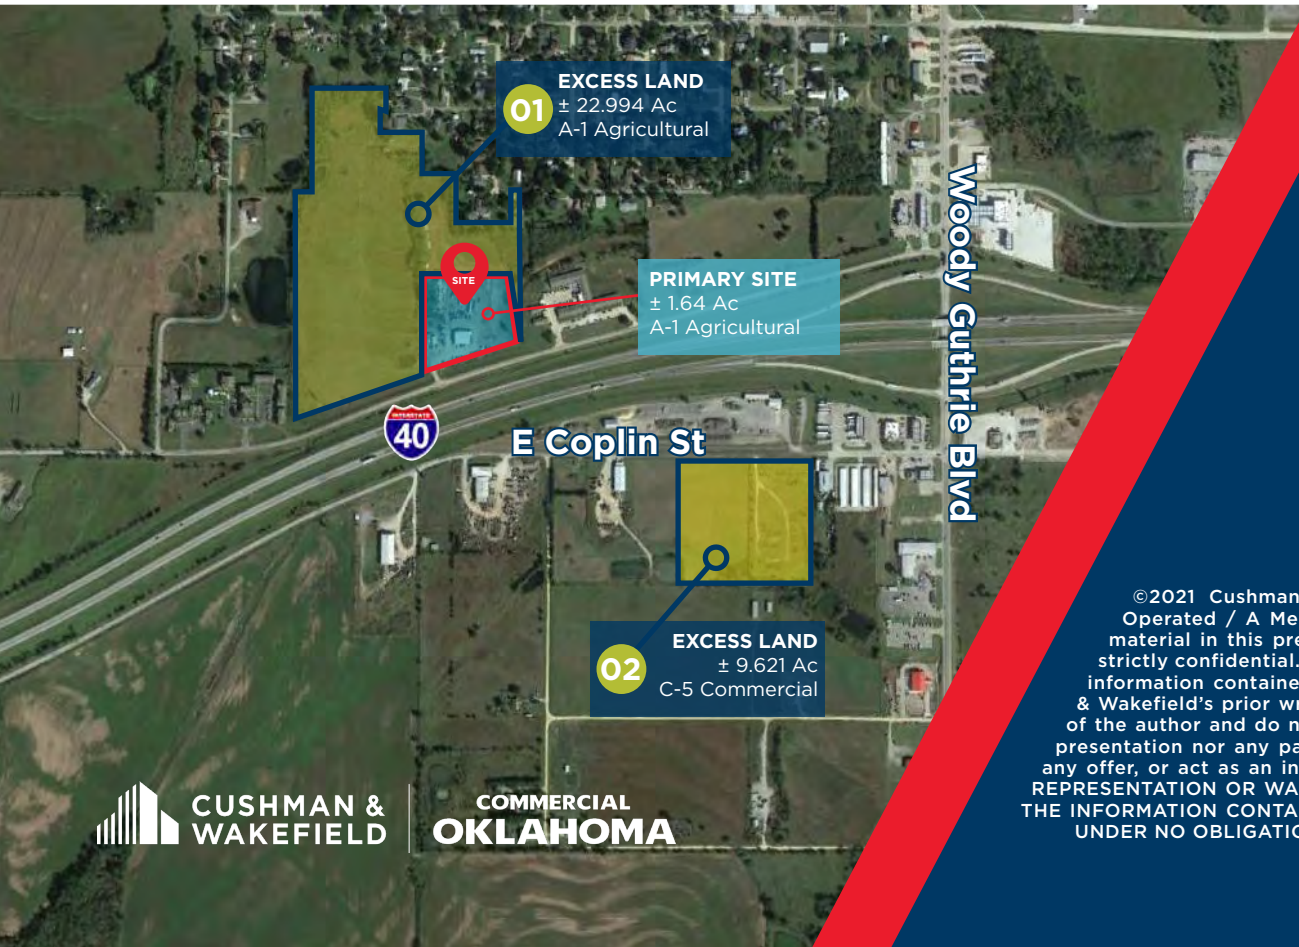 EXCESS LAND
± 22.994 Ac
A-1 Agricultural
01
SITE
PRIMARY SITE
± 1.64 Ac
A-1 Agricultural
Woody Guthrie Blvd
INTERSTATE
40
E Coplin St
EXCESS LAND
± 9.621 Ac
C-5 Commercial
02
CUSHMAN &
WAKEFIELD
COMMERCIAL
OKLAHOMA
©2021 Cushman
Operated / A Me
material in this pre
strictly confidential.
information containe
& Wakefield's prior wr
of the author and do n
presentation nor any pa
any offer, or act as an in
REPRESENTATION OR WA
THE INFORMATION CONTA
UNDER NO OBLIGATIO